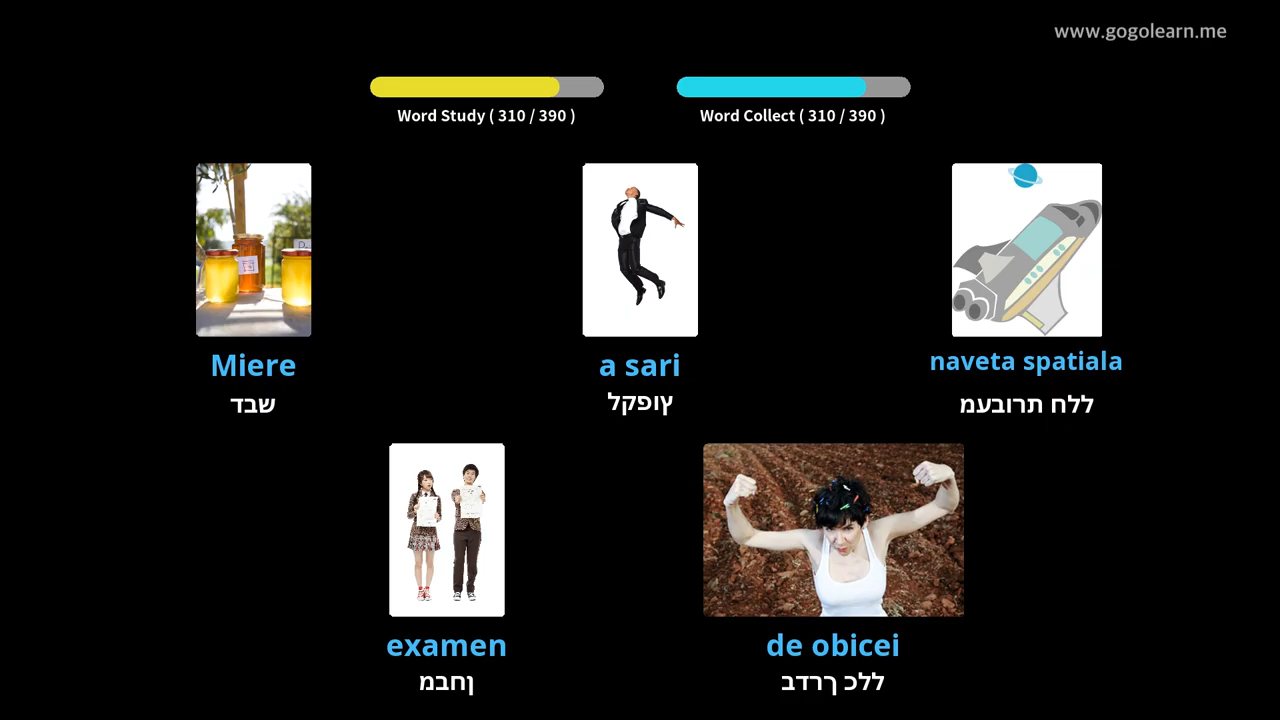 www.gogolearn.me
Word Study ( 310 / 390 )
Word Collect ( 310 / 390 )
Miere
שבד
a sari
ץופקל
naveta spatiala
ללח תרובעמ
examen
ןחבמ
de obicei
ללכ ךרדב